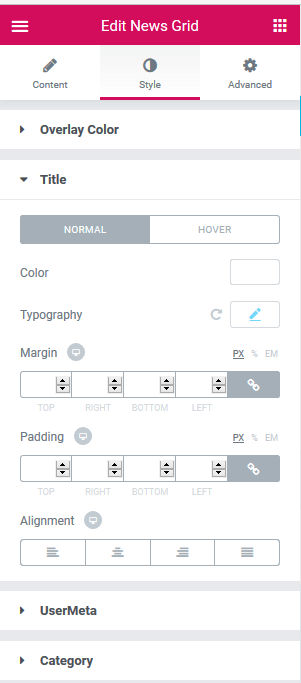 Edit News Grid
Content Style Advanced
Overlay Color
Title
NORMAL HOVER
Color
Typography
Margin PX % EM
TOP RIGHT BOTTOM LEFT
Padding PX % EM
TOP RIGHT BOTTOM LEFT
Alignment
UserMeta
Category